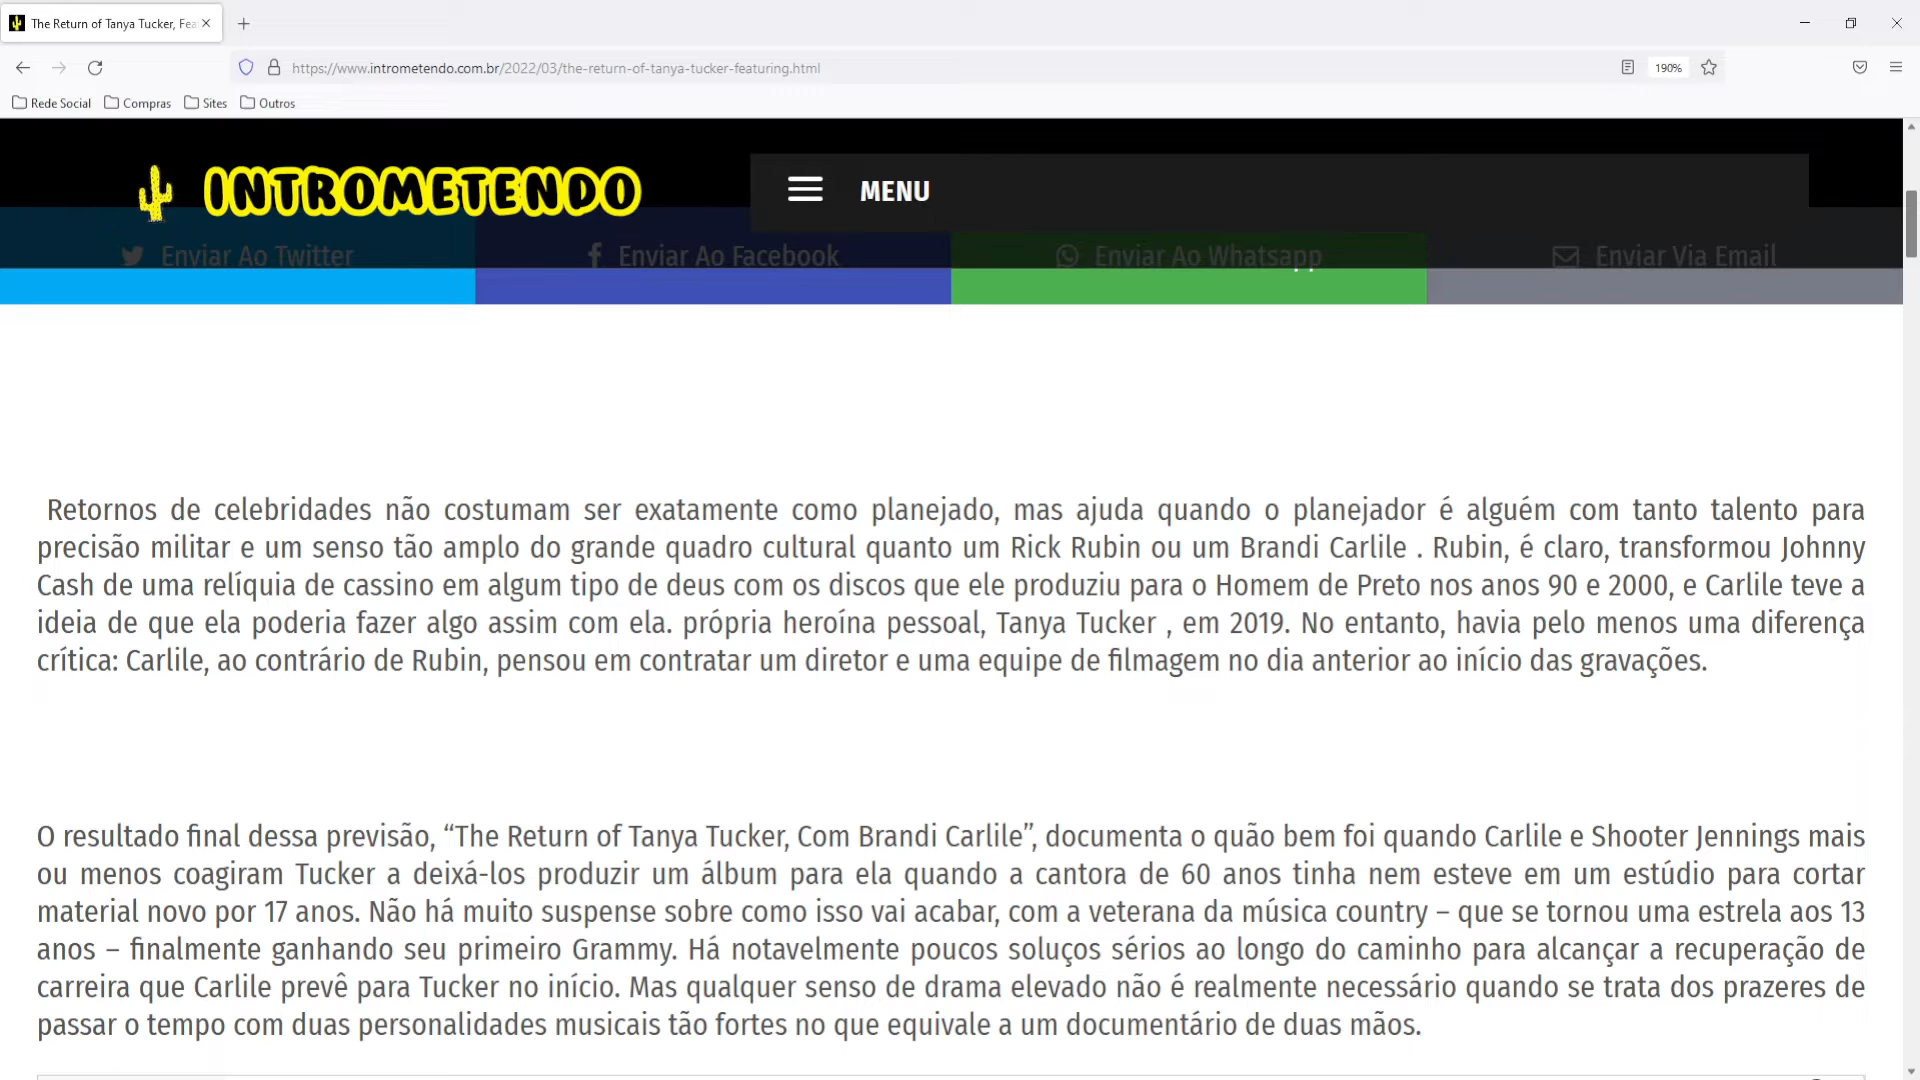 The Return of Tanya Tucker, Fea
https://www.intrometendo.com.br/2022/03/the-return-of-tanya-tucker-featuring.html
190%
Rede Social Compras Sites Outros
INTROMETENDO
MENU
Enviar Ao Twitter Enviar Ao Facebook Enviar Ao Whatsapp Enviar Via Email
Retornos de celebridades não costumam ser exatamente como planejado, mas ajuda quando o planejador é alguém com tanto talento para
precisão militar e um senso tão amplo do grande quadro cultural quanto um Rick Rubin ou um Brandi Carlile . Rubin, é claro, transformou Johnny
Cash de uma relíquia de cassino em algum tipo de deus com os discos que ele produziu para o Homem de Preto nos anos 90 e 2000, e Carlile teve a
ideia de que ela poderia fazer algo assim com ela. própria heroína pessoal, Tanya Tucker , em 2019. No entanto, havia pelo menos uma diferença
crítica: Carlile, ao contrário de Rubin, pensou em contratar um diretor e uma equipe de filmagem no dia anterior ao início das gravações.
O resultado final dessa previsão, “The Return of Tanya Tucker, Com Brandi Carlile”, documenta o quão bem foi quando Carlile e Shooter Jennings mais
ou menos coagiram Tucker a deixá-los produzir um álbum para ela quando a cantora de 60 anos tinha nem esteve em um estúdio para cortar
material novo por 17 anos. Não há muito suspense sobre como isso vai acabar, com a veterana da música country – que se tornou uma estrela aos 13
anos – finalmente ganhando seu primeiro Grammy. Há notavelmente poucos soluços sérios ao longo do caminho para alcançar a recuperação de
carreira que Carlile prevê para Tucker no início. Mas qualquer senso de drama elevado não é realmente necessário quando se trata dos prazeres de
passar o tempo com duas personalidades musicais tão fortes no que equivale a um documentário de duas mãos.